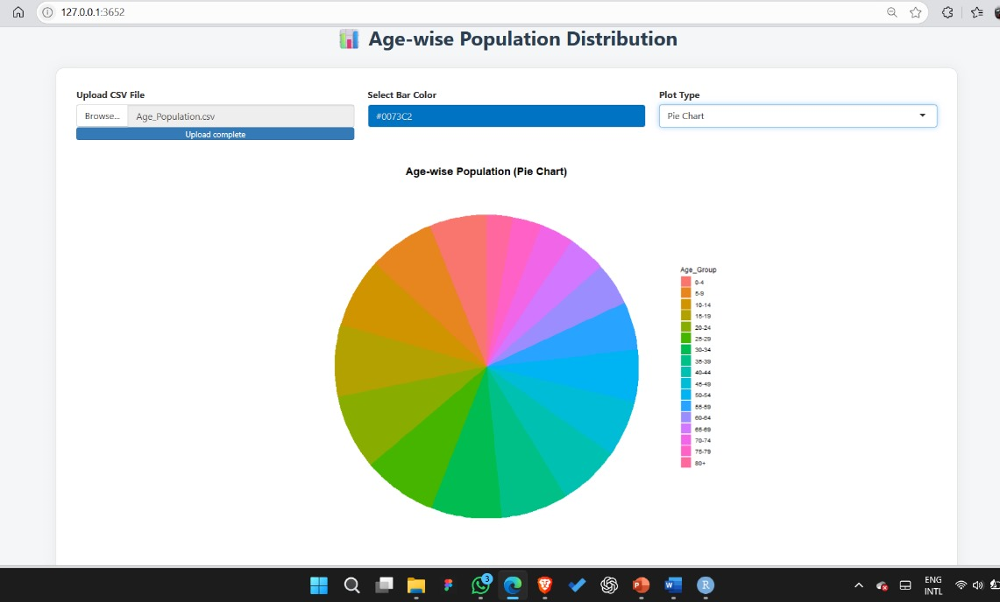 127.0.0.1:3652
Age-wise Population Distribution
Upload CSV File
Select Bar Color
Plot Type
Browse...
Age_Population.csv
#0073C2
Pie Chart
Upload complete
Age-wise Population (Pie Chart)
Age_Group
0-4
5-9
10-14
15-19
20-24
25-29
30-34
35-39
40-44
45-49
50-54
55-59
60-64
65-69
70-74
75-79
80+
3
ENG
INTL